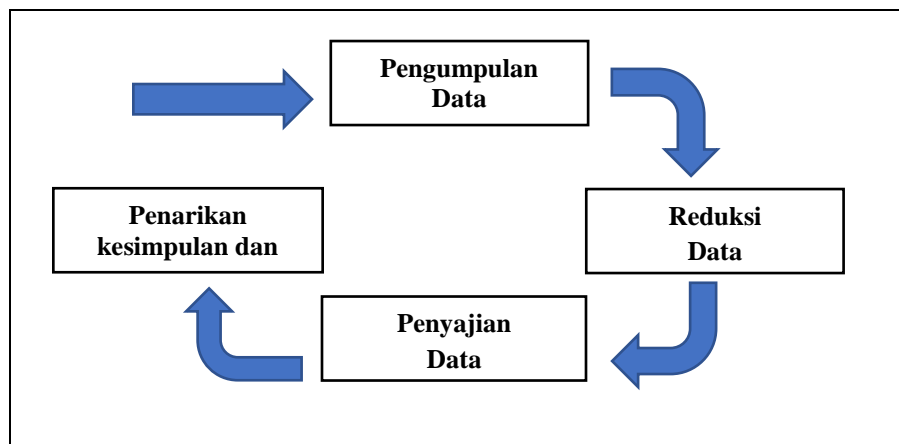 Pengumpulan
Data
Penarikan
kesimpulan dan
Reduksi
Data
Penyajian
Data